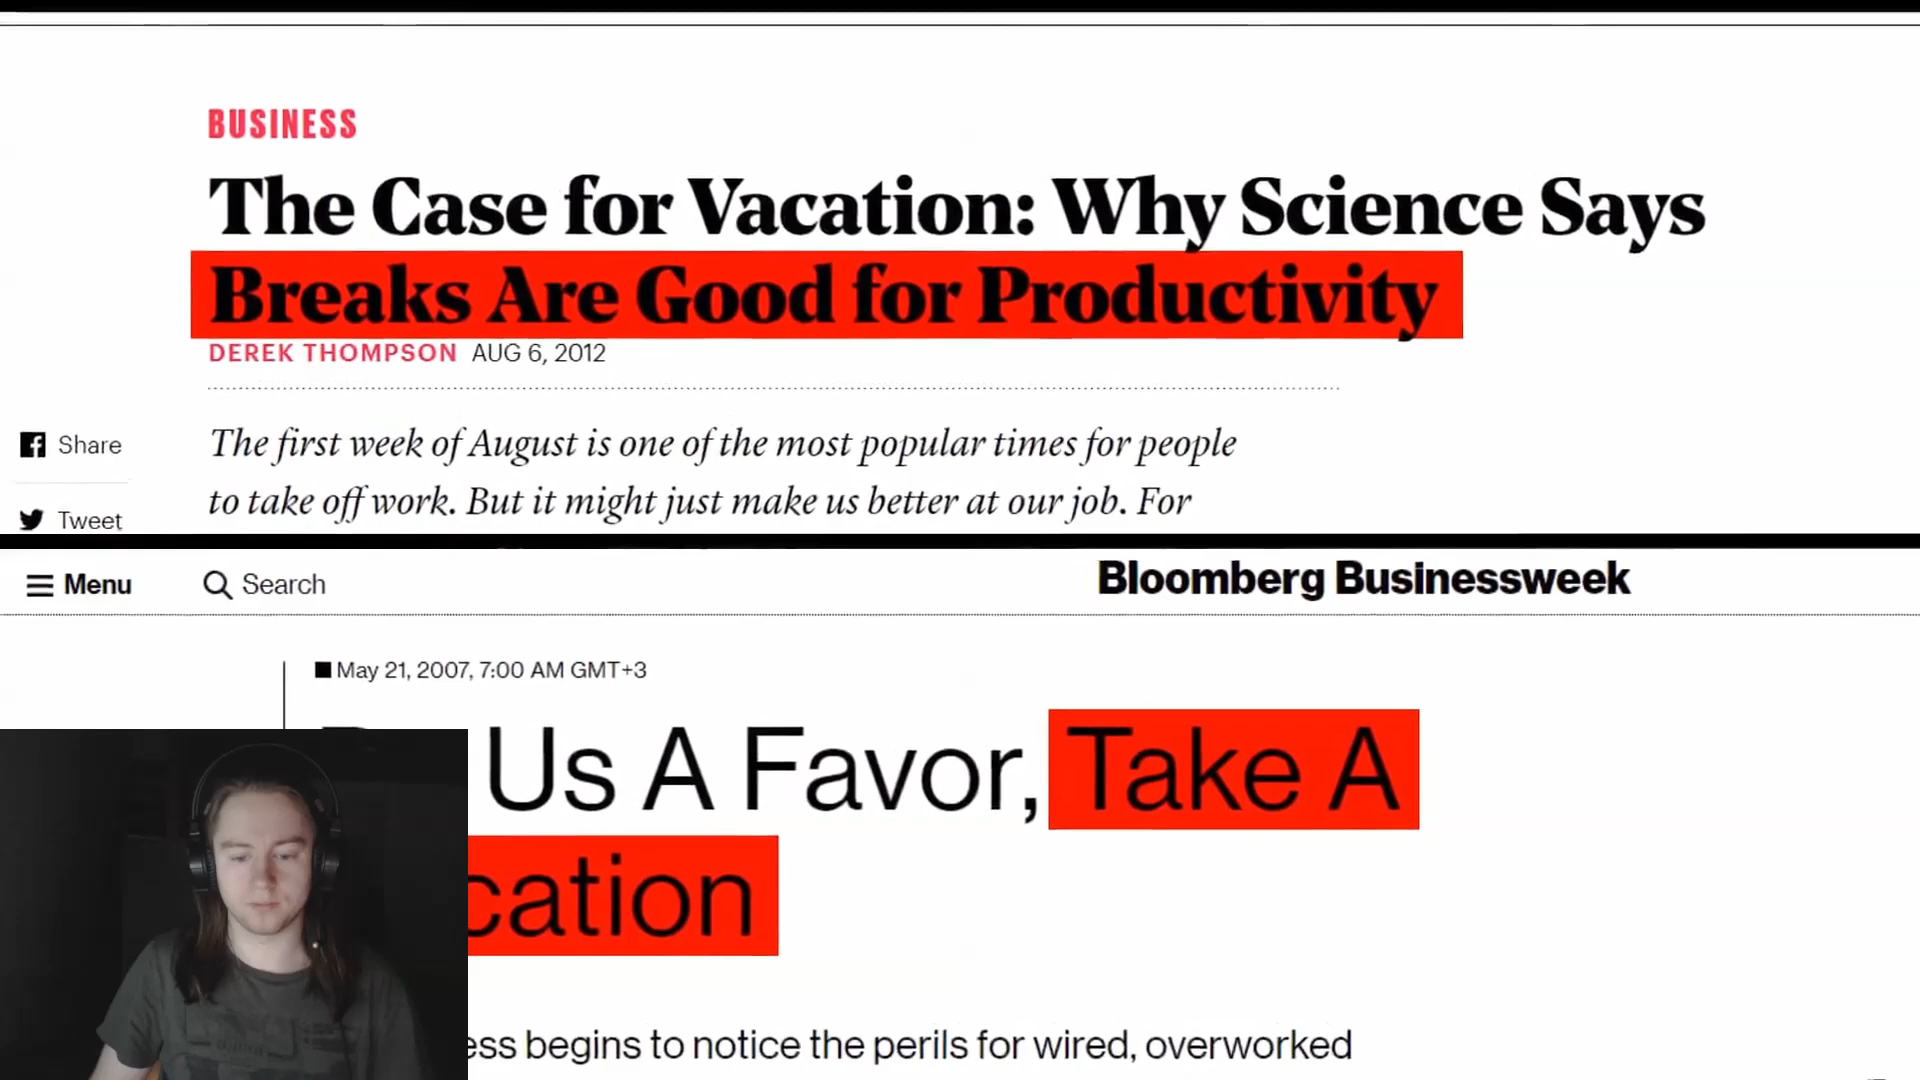 BUSINESS
The Case for Vacation: Why Science Says
Breaks Are Good for Productivity
DEREK THOMPSON AUG 6, 2012
The first week of August is one of the most popular times for people
to take off work. But it might just make us better at our job. For
Share
Tweet
Menu
Search
Bloomberg Businessweek
May 21, 2007, 7:00 AM GMT+3
Us A Favor, Take A
cation
ess begins to notice the perils for wired, overworked